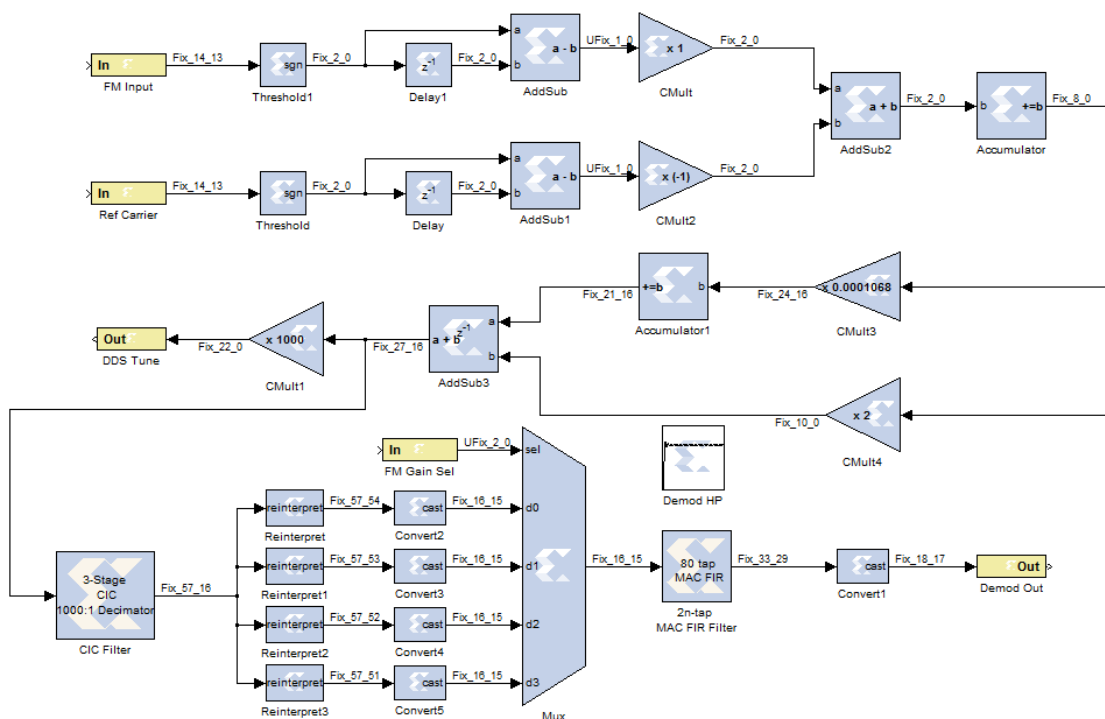 In
FM Input
Fix_14_13
sgn
Threshold1
Fix_2_0
z-1
Delay1
Fix_2_0
a
b
a - b
AddSub
UFix_1_0
x 1
CMult
Fix_2_0
a
b
a + b
AddSub2
Fix_2_0
b
+=b
Accumulator
Fix_8_0
In
Ref Carrier
Fix_14_13
sgn
Threshold
Fix_2_0
z-1
Delay
Fix_2_0
a
b
a - b
AddSub1
UFix_1_0
x (-1)
CMult2
Fix_2_0
Out
DDS Tune
Fix_22_0
x 1000
CMult1
Fix_27_16
a + b
z-1
a
b
AddSub3
Fix_21_16
+=b
b
Accumulator1
Fix_24_16
x 0.0001068
CMult3
Fix_10_0
x 2
CMult4
In
FM Gain Sel
UFix_2_0
sel
d0
d1
d2
d3
Mux
Demod HP
3-Stage
CIC
1000:1 Decimator
CIC Filter
Fix_57_16
reinterpret
Reinterpret
Fix_57_54
cast
Convert2
Fix_16_15
reinterpret
Reinterpret1
Fix_57_53
cast
Convert3
Fix_16_15
reinterpret
Reinterpret2
Fix_57_52
cast
Convert4
Fix_16_15
reinterpret
Reinterpret3
Fix_57_51
cast
Convert5
Fix_16_15
Fix_16_15
80 tap
MAC FIR
2n-tap
MAC FIR Filter
Fix_33_29
cast
Convert1
Fix_18_17
Out
Demod Out